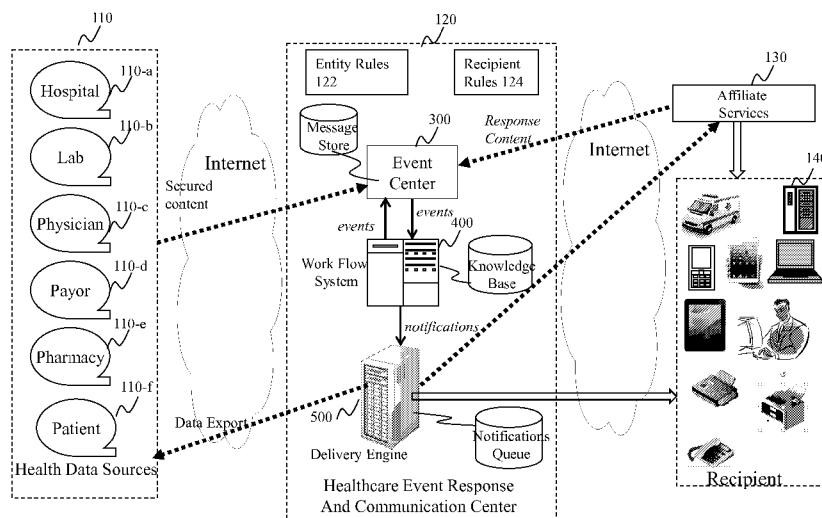 110
110-a
Hospital
110-b
Lab
110-c
Physician
110-d
Payor
110-e
Pharmacy
110-f
Patient
Health Data Sources
Internet
Secured
content
Data Export
120
Entity Rules
122
Recipient
Rules 124
Message
Store
300
Event
Center
Response
Content
events
events
400
Work Flow
System
Knowledge
Base
notifications
500
Delivery Engine
Notifications
Queue
Healthcare Event Response
And Communication Center
Internet
130
Affiliate
Services
140
Recipient